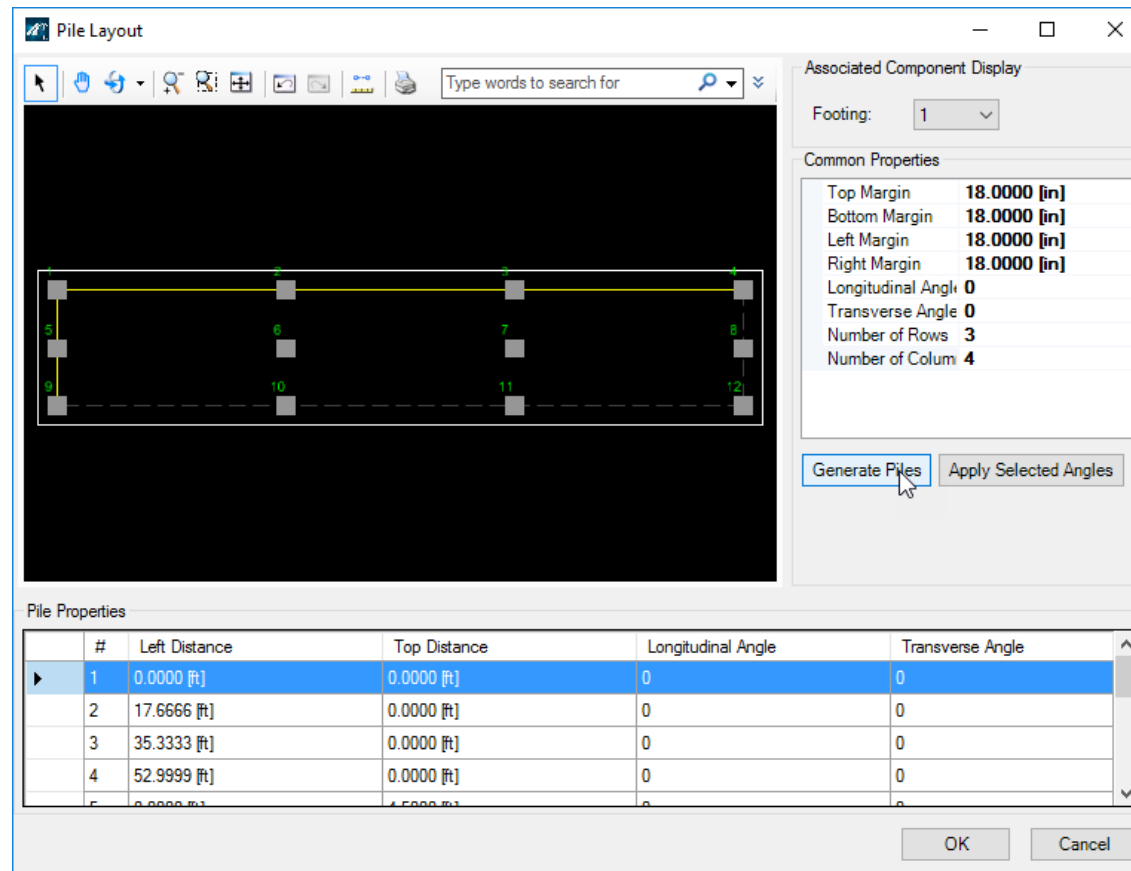 Pile Layout
Type words to search for
Associated Component Display
Footing: 1
Common Properties
Top Margin 18.0000 [in]
Bottom Margin 18.0000 [in]
Left Margin 18.0000 [in]
Right Margin 18.0000 [in]
Longitudinal Angle 0
Transverse Angle 0
Number of Rows 3
Number of Colum 4
1 2 3 4
5 6 7 8
9 10 11 12
Generate Piles Apply Selected Angles
Pile Properties
# Left Distance Top Distance Longitudinal Angle Transverse Angle
1 0.0000 [ft] 0.0000 [ft] 0 0
2 17.6666 [ft] 0.0000 [ft] 0 0
3 35.3333 [ft] 0.0000 [ft] 0 0
4 52.9999 [ft] 0.0000 [ft] 0 0
OK Cancel